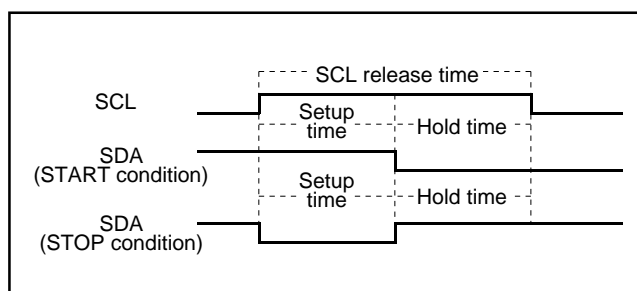 SCL release time
SCL
Setup
time
Hold time
SDA
(START condition)
Setup
time
Hold time
SDA
(STOP condition)